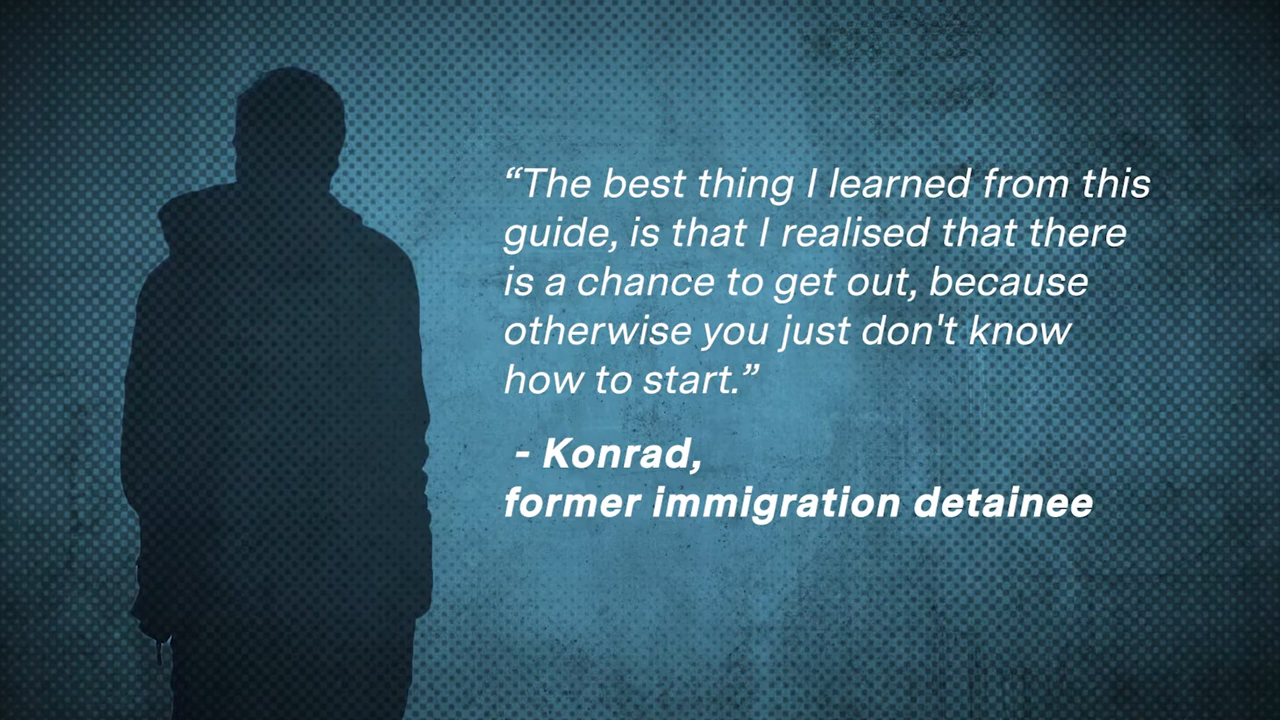 “The best thing I learned from this
guide, is that I realised that there
is a chance to get out, because
otherwise you just don't know
how to start.”
- Konrad,
former immigration detainee